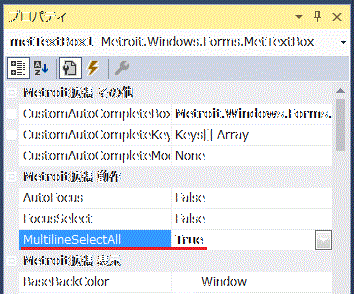 プロパティ
metTextBox1 Metroit.Windows.Forms.MetTextBox
Metroit拡張 その他
CustomAutoCompleteBox Metroit.Windows.Forms.
CustomAutoCompleteKey Keys[] Array
CustomAutoCompleteMod None
Metroit拡張 動作
AutoFocus False
FocusSelect False
MultilineSelectAll True
Metroit拡張 表示
BaseBackColor Window